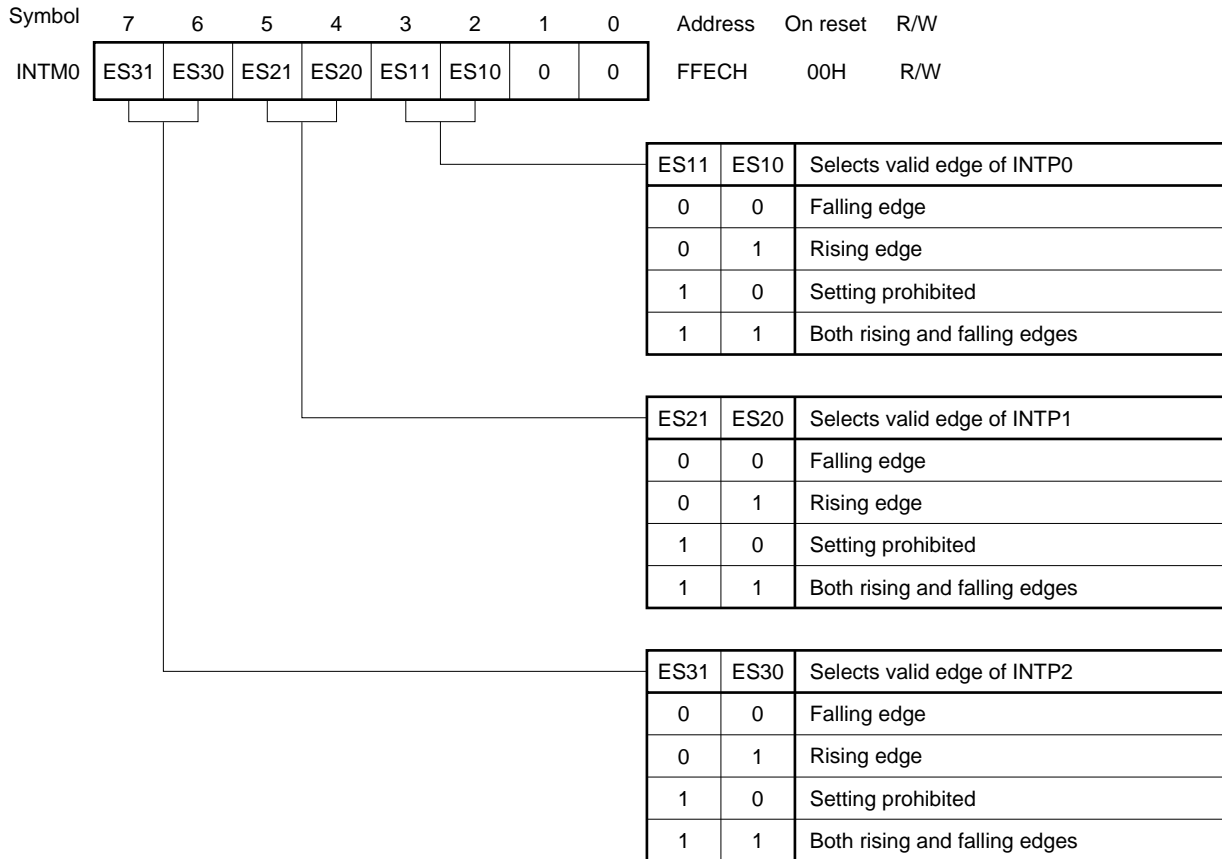 Symbol 7 6 5 4 3 2 1 0 Address On reset R/W
INTM0 ES31 ES30 ES21 ES20 ES11 ES10 0 0 FFECH 00H R/W
ES11 ES10 Selects valid edge of INTP0
0 0 Falling edge
0 1 Rising edge
1 0 Setting prohibited
1 1 Both rising and falling edges
ES21 ES20 Selects valid edge of INTP1
0 0 Falling edge
0 1 Rising edge
1 0 Setting prohibited
1 1 Both rising and falling edges
ES31 ES30 Selects valid edge of INTP2
0 0 Falling edge
0 1 Rising edge
1 0 Setting prohibited
1 1 Both rising and falling edges